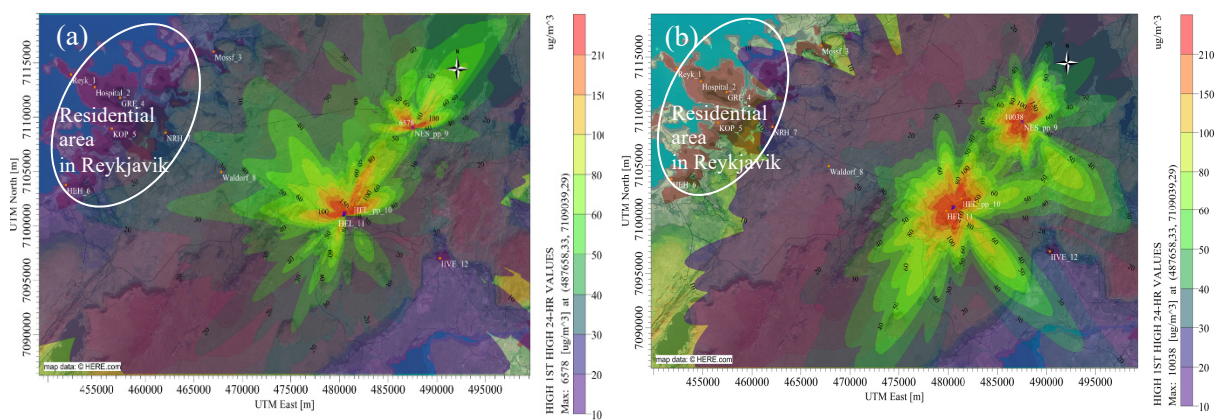 (a)
Residential
area
in Reykjavik
Reyk_1
Hospital_2
GRE_4
KOP_5
NRH_7
HEH_6
Mossf_3
Waldorf_8
NES_pp_9
HEL_pp_10
HEL_11
HVE_12
6578
N
map data: © HERE.com
UTM North [m]
7115000
7110000
7105000
7100000
7095000
7090000
455000 460000 465000 470000 475000 480000 485000 490000 495000
UTM East [m]
HIGH 1ST HIGH 24-HR VALUES
Max: 6578 [ug/m^3] at (487658,33, 7109039,29)
ug/m^3
210
150
100
80
60
50
40
30
20
10
(b)
Residential
area
in Reykjavik
Reyk_1
Hospital_2
GRE_4
KOP_5
NRH_7
HEH_6
Mossf_3
Waldorf_8
NES_pp_9
HEL_pp_10
HEL_11
HVE_12
10038
N
map data: © HERE.com
UTM North [m]
7115000
7110000
7105000
7100000
7095000
7090000
455000 460000 465000 470000 475000 480000 485000 490000 495000
UTM East [m]
HIGH 1ST HIGH 24-HR VALUES
Max: 10038 [ug/m^3] at (487658,33, 7109039,29)
ug/m^3
210
150
100
80
60
50
40
30
20
10